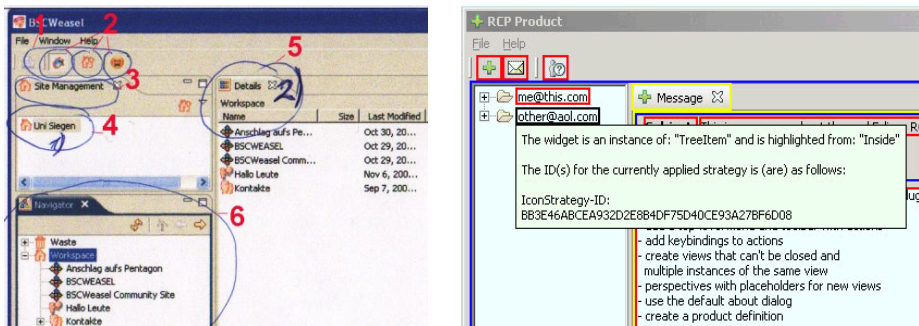 BSCWeasel
File Window Help
1 2
Site Management
3
Uni Siegen
4
1)
Navigator
6
Waste
Workspace
Anschlag aufs Pentagon
BSCWEASEL
BSCWeasel Community Site
Hallo Leute
Kontakte
5
Details
2)
Workspace
Name Size Last Modified
Anschlag aufs Pe... Oct 30, 20...
BSCWEASEL Oct 29, 20...
BSCWeasel Comm... Oct 29, 20...
Hallo Leute Nov 6, 200...
Kontakte Sep 7, 200...
RCP Product
File Help
me@this.com
other@aol.com
Message
The widget is an instance of: "TreeItem" and is highlighted from: "Inside"
The ID(s) for the currently applied strategy is (are) as follows:
IconStrategy-ID:
BB3E46ABCEA932D2E8B4DF75D40CE93A27BF6D08
- add keybindings to actions
- create views that can't be closed and
multiple instances of the same view
- perspectives with placeholders for new views
- use the default about dialog
- create a product definition